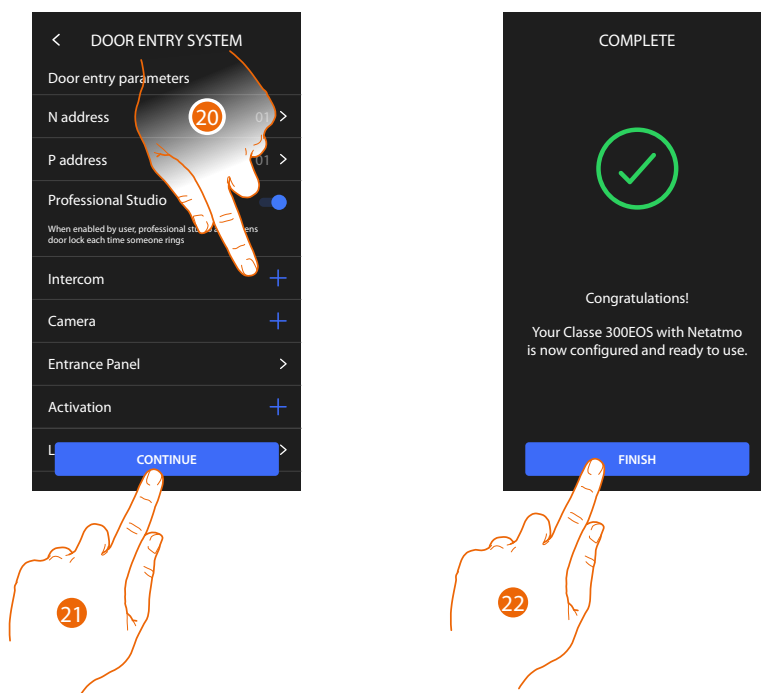 DOOR ENTRY SYSTEM
Door entry parameters
N address 01
20
P address 01
Professional Studio
When enabled by user, professional
door lock each time someone rings
Intercom
Camera
Entrance Panel
Activation
L
CONTINUE
21
COMPLETE
Congratulations!
Your Classe 300EOS with Netatmo
is now configured and ready to use.
FINISH
22